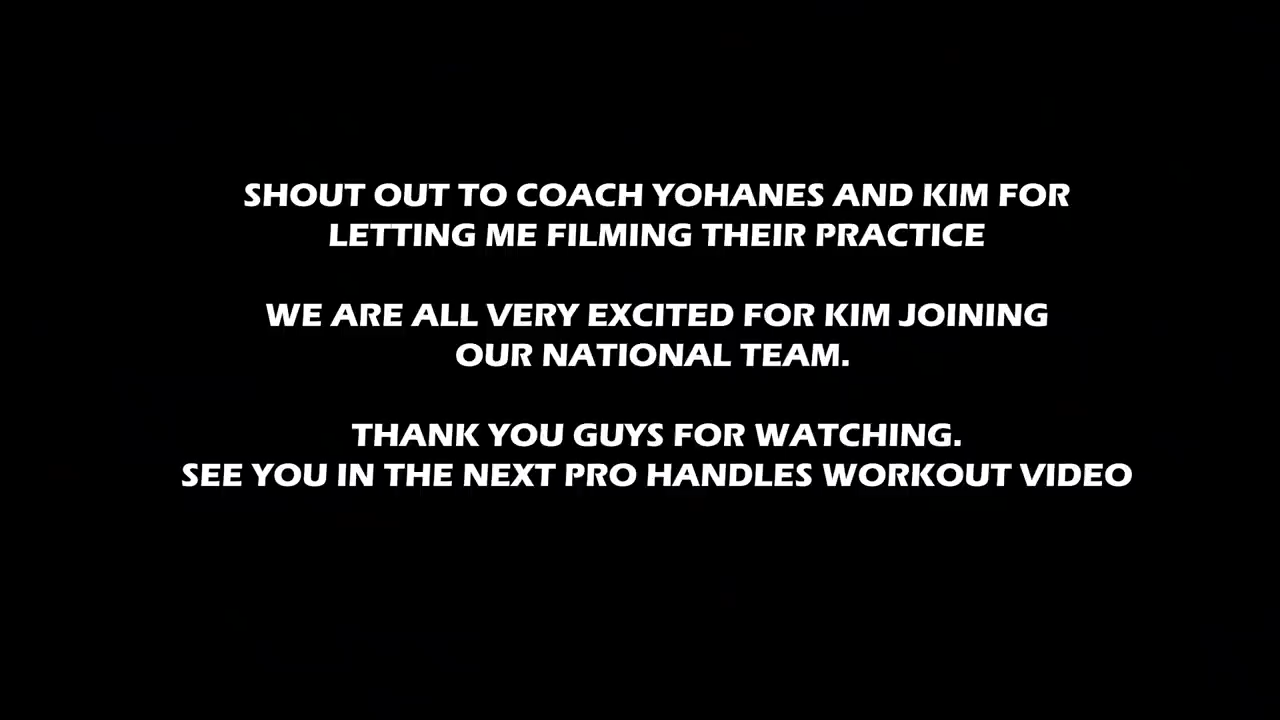 SHOUT OUT TO COACH YOHANES AND KIM FOR
LETTING ME FILMING THEIR PRACTICE
WE ARE ALL VERY EXCITED FOR KIM JOINING
OUR NATIONAL TEAM.
THANK YOU GUYS FOR WATCHING.
SEE YOU IN THE NEXT PRO HANDLES WORKOUT VIDEO